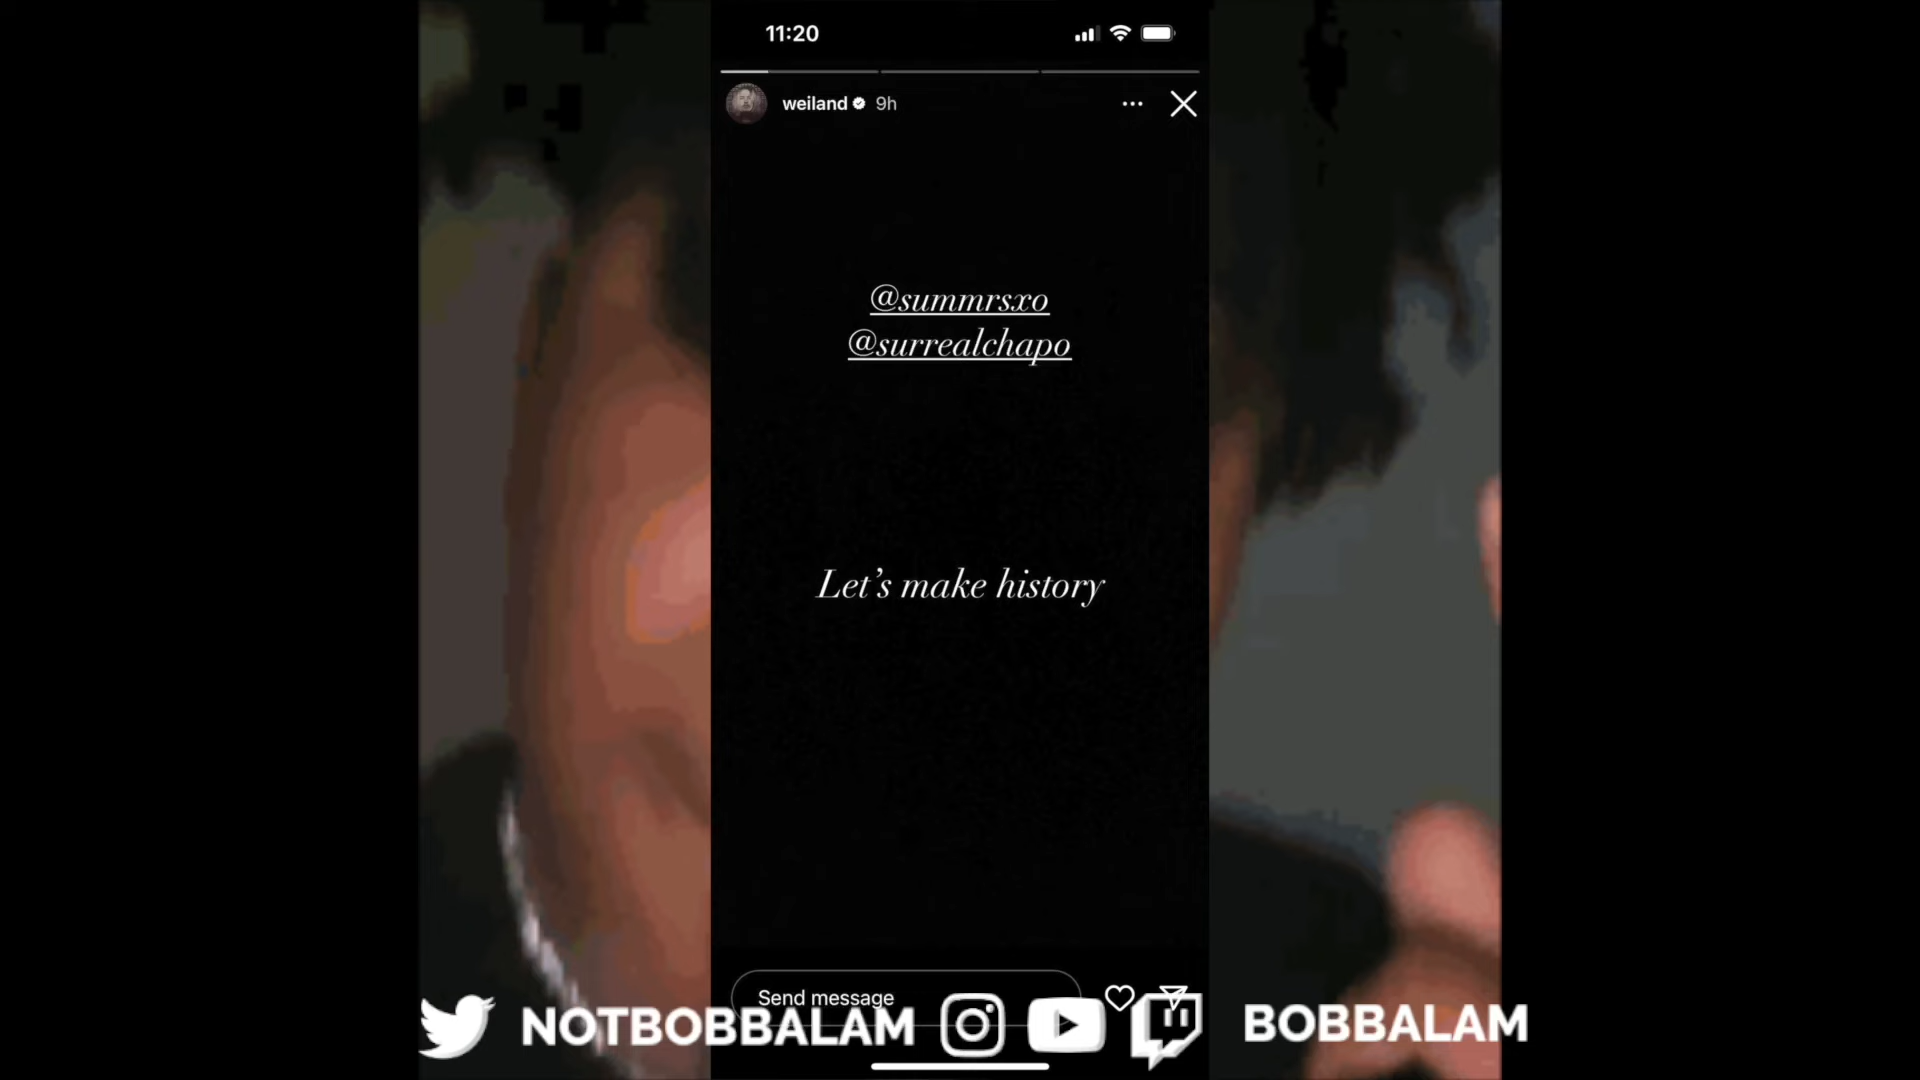 11:20
weiland 9h
@summrsxo
@surrealchapo
Let's make history
Send message
NOTBOBBALAM
BOBBALAM